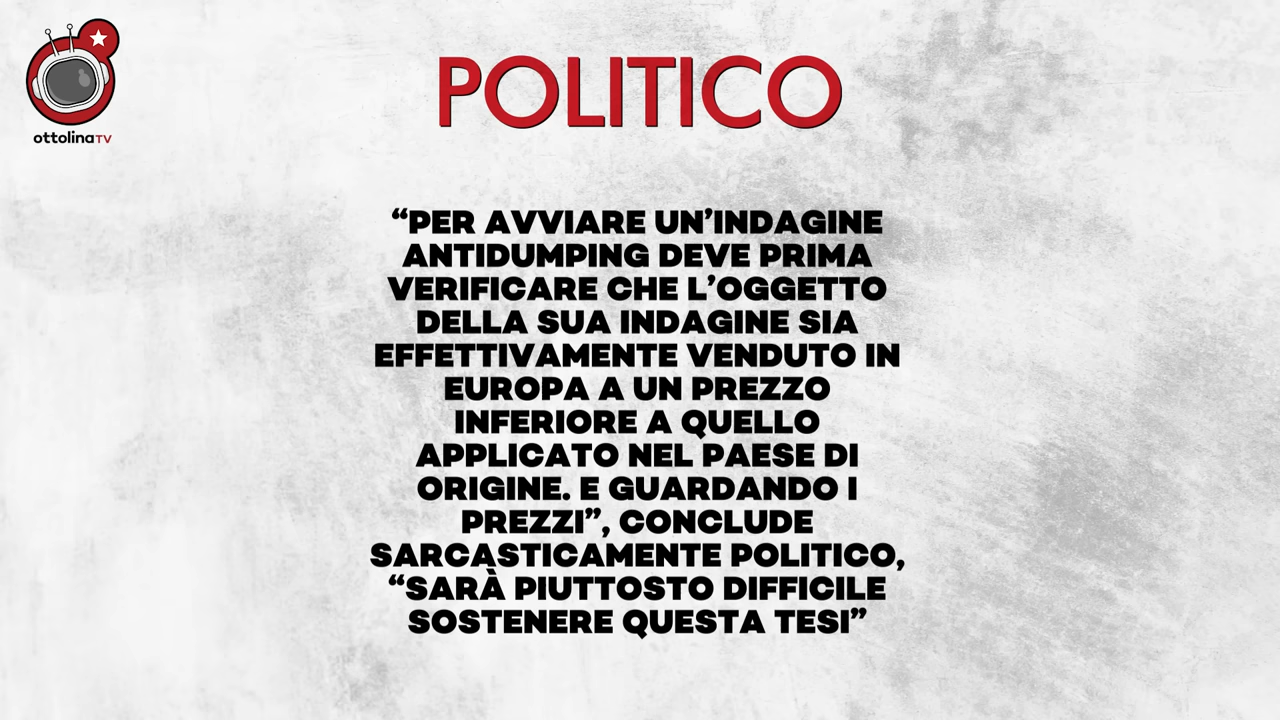 ottolinaTV
POLITICO
“PER AVVIARE UN’INDAGINE
ANTIDUMPING DEVE PRIMA
VERIFICARE CHE L’OGGETTO
DELLA SUA INDAGINE SIA
EFFETTIVAMENTE VENDUTO IN
EUROPA A UN PREZZO
INFERIORE A QUELLO
APPLICATO NEL PAESE DI
ORIGINE. E GUARDANDO I
PREZZI”, CONCLUDE
SARCASTICAMENTE POLITICO,
“SARÀ PIUTTOSTO DIFFICILE
SOSTENERE QUESTA TESI”